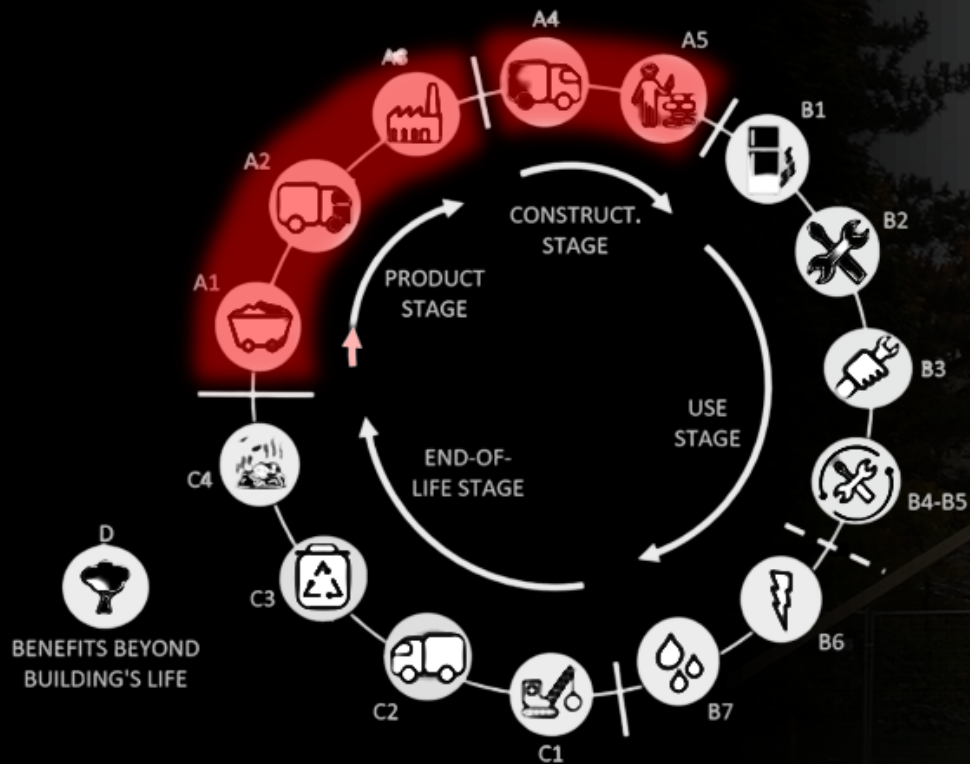 A4
A5
A3
B1
A2
B2
CONSTRUCT.
STAGE
A1
PRODUCT
STAGE
B3
USE
STAGE
END-OF-
LIFE STAGE
C4
B4-B5
D
C3
BENEFITS BEYOND
BUILDING'S LIFE
B6
C2
B7
C1